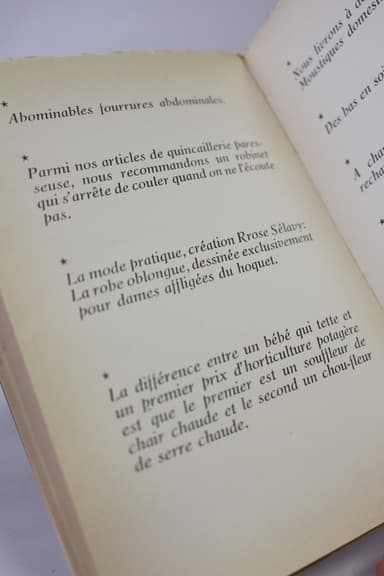 *
Abominables fourrures abdominales.
*
Parmi nos articles de quincaillerie pares-
seuse, nous recommandons un robinet
qui s'arrête de couler quand on ne l'écoute
pas.
*
La mode pratique, création Rrose Sélavy:
La robe oblongue, dessinée exclusivement
pour dames affligées du hoquet.
*
La différence entre un bébé qui tette et
un premier prix d'horticulture potagère
est que le premier est un souffleur de
chair chaude et le second un chou-fleur
de serre chaude.
*
Nous livrons à
Moustiques domest
*
Des bas en soi
*
A cha
recha
*